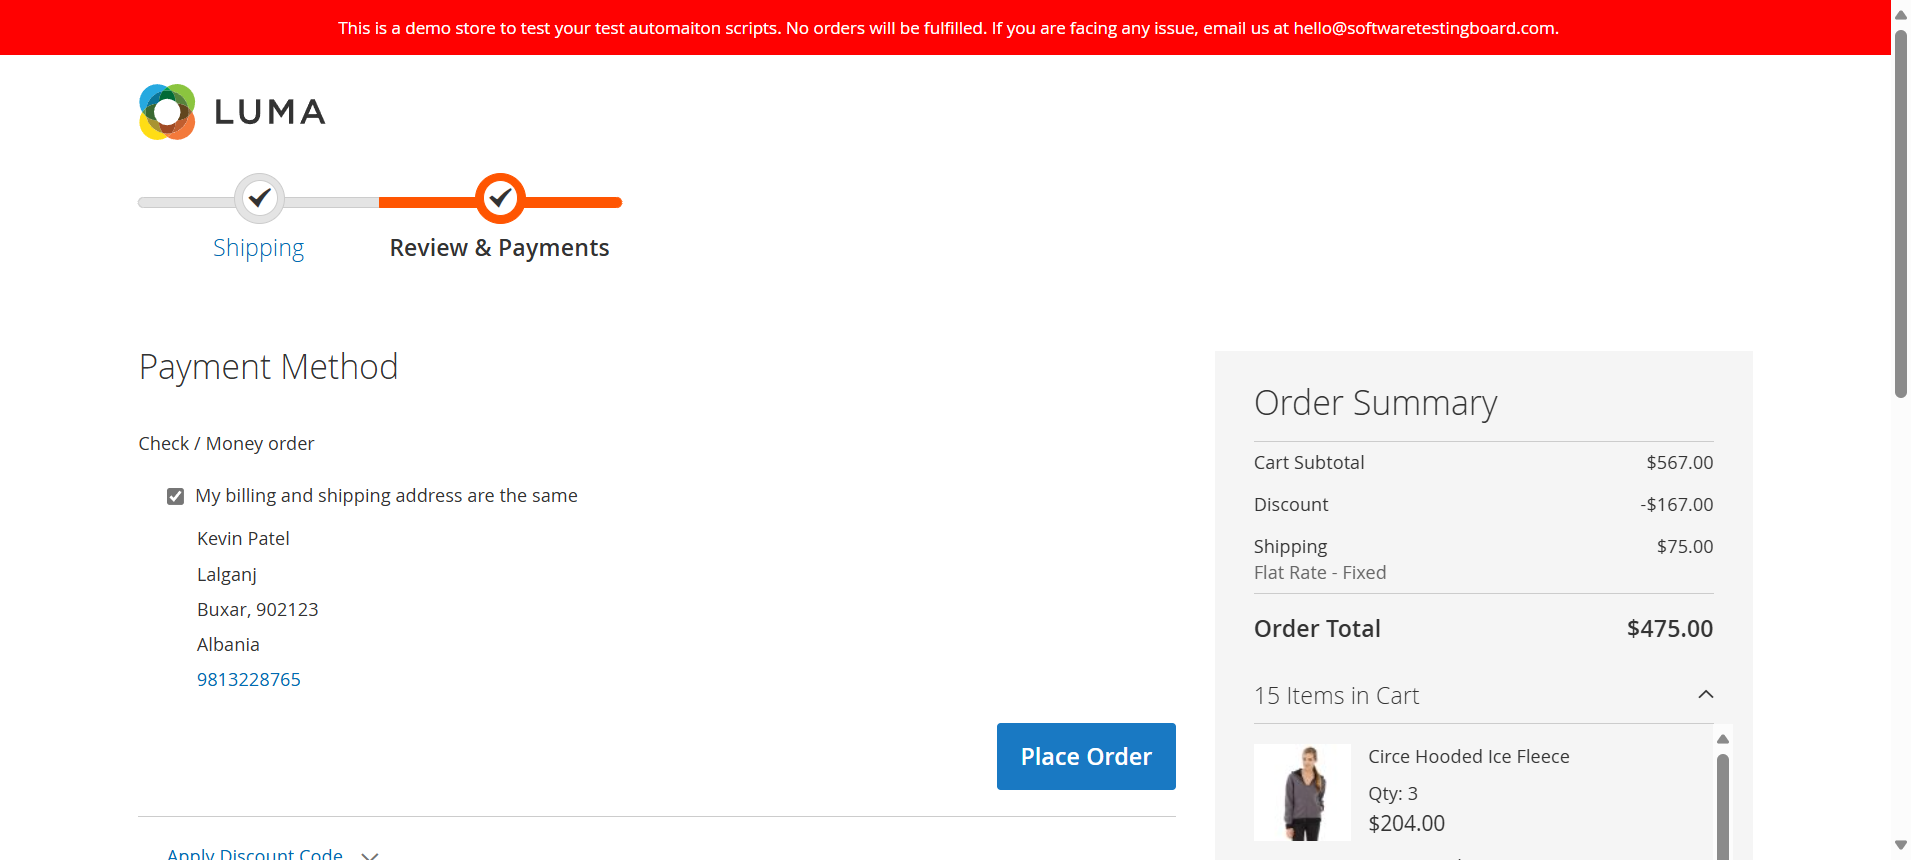 This is a demo store to test your test automaiton scripts. No orders will be fulfilled. If you are facing any issue, email us at hello@softwaretestingboard.com.
LUMA
Shipping
Review & Payments
Payment Method
Check / Money order
My billing and shipping address are the same
Kevin Patel
Lalganj
Buxar, 902123
Albania
9813228765
Place Order
Apply Discount Code
Order Summary
Cart Subtotal $567.00
Discount -$167.00
Shipping $75.00
Flat Rate - Fixed
Order Total $475.00
15 Items in Cart
Circe Hooded Ice Fleece
Qty: 3
$204.00